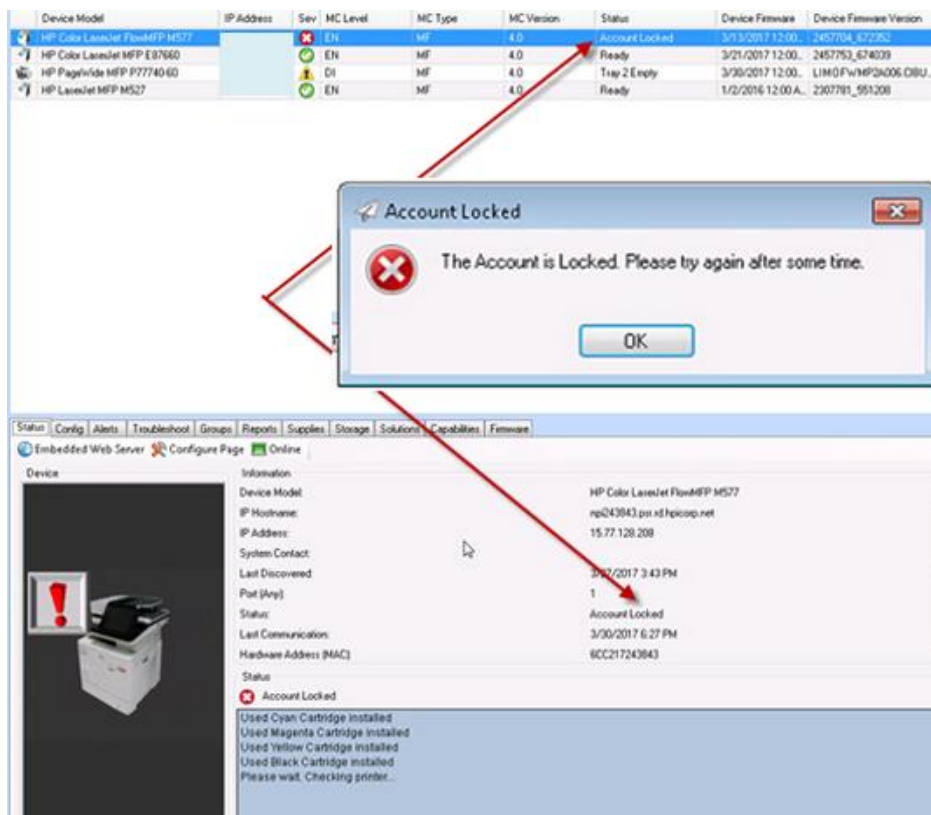 Device Model IP Address Sev MC Level MC Type MC Version Status Device Firmware Device Firmware Version
HP Color LaserJet FlowMFP M577 EN MF 4.0 Account Locked 3/13/2017 12:00... 2457704_672352
HP Color LaserJet MFP E87660 EN MF 4.0 Ready 3/21/2017 12:00... 2457753_674039
HP PageWide MFP P77740-60 DI MF 4.0 Tray 2 Empty 3/30/2017 12:00...
HP LaserJet MFP M527 EN MF 4.0 Ready 1/2/2016 12:00 A... 2307781_551208
Account Locked
The Account is Locked. Please try again after some time.
OK
Status Config Alerts Troubleshoot Groups Reports Supplies Storage Solutions Capabilities Firmware
Embedded Web Server Configure Page Online
Device Information
Device Model: HP Color LaserJet FlowMFP M577
IP Hostname: npi243843.psr.rd.hpicorp.net
IP Address: 15.77.128.208
System Contact:
Last Discovered: 3/27/2017 3:43 PM
Port (Any): 1
Status: Account Locked
Last Communication: 3/30/2017 6:27 PM
Hardware Address (MAC): 6CC217243843
Status
Account Locked
Used Cyan Cartridge installed
Used Magenta Cartridge installed
Used Yellow Cartridge installed
Used Black Cartridge installed
Please wait. Checking printer...